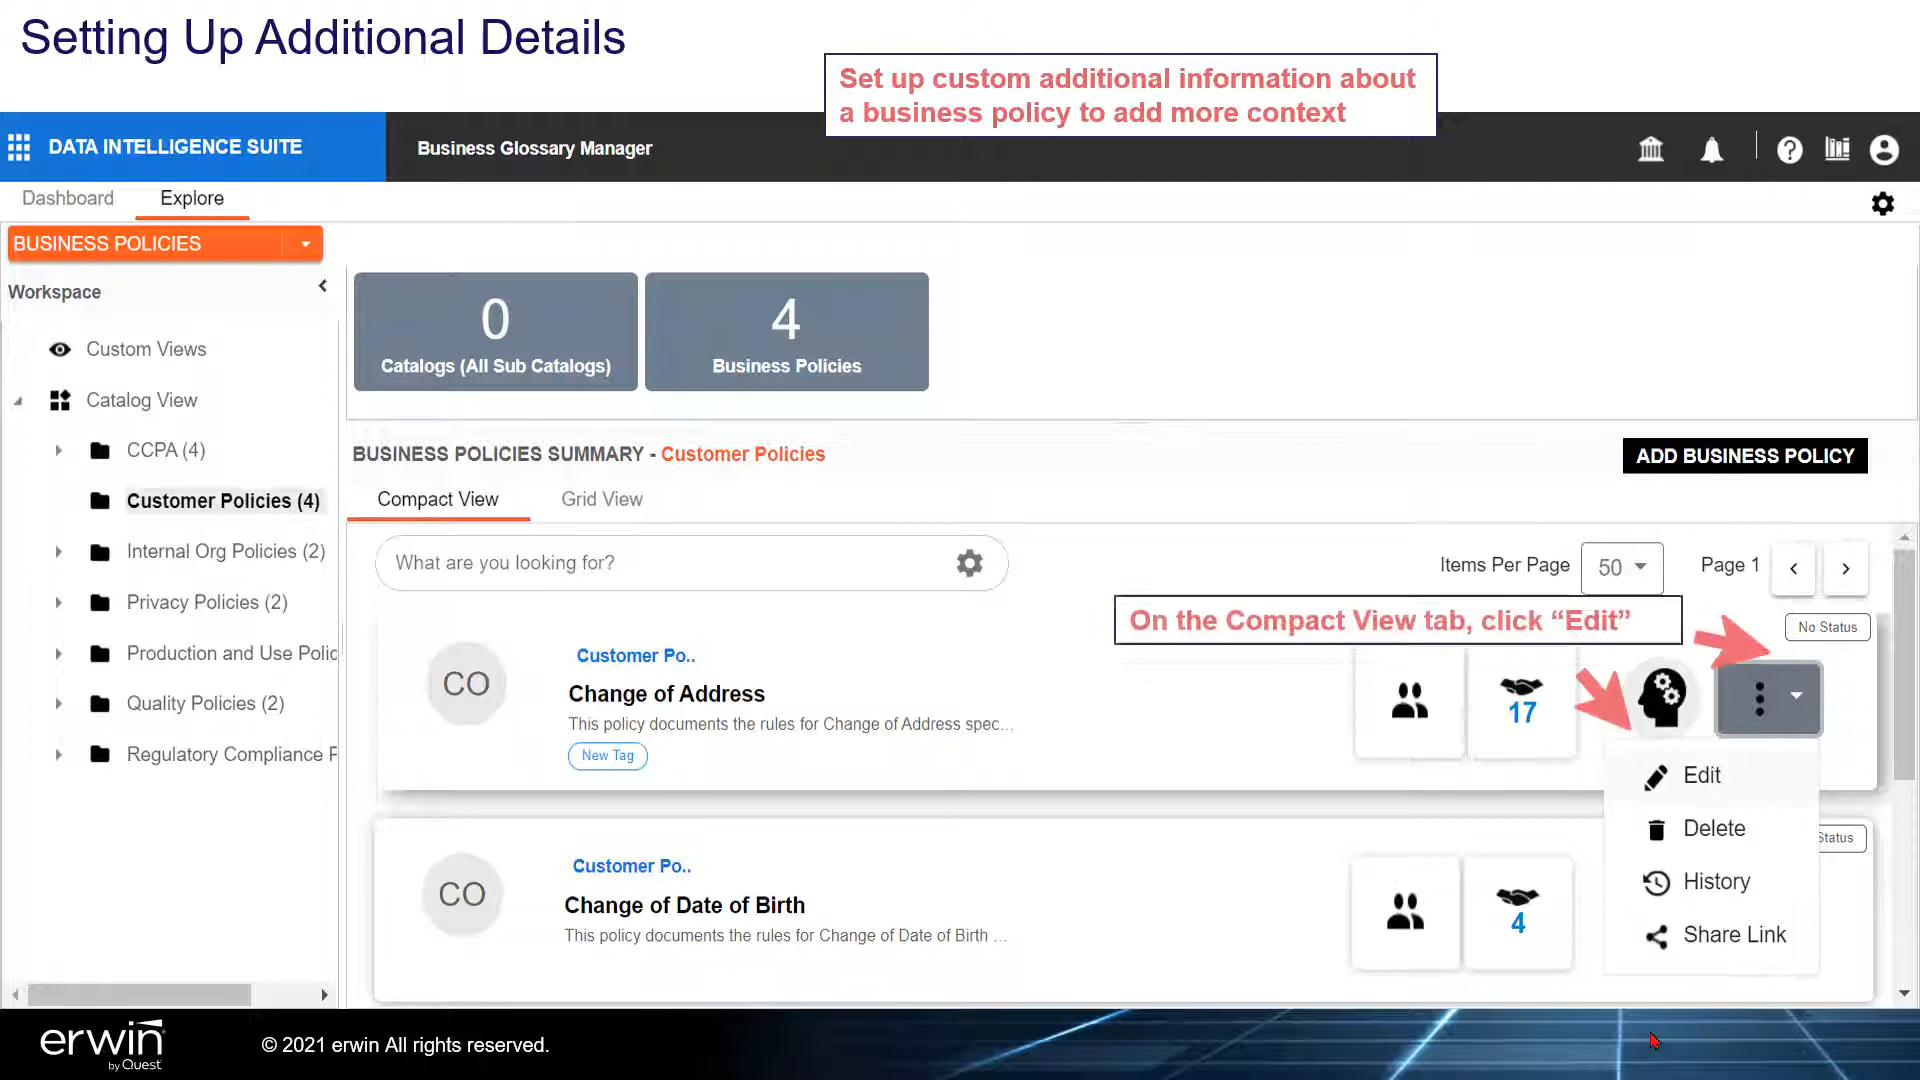 Setting Up Additional Details
Set up custom additional information about
a business policy to add more context
DATA INTELLIGENCE SUITE
Business Glossary Manager
Dashboard
Explore
BUSINESS POLICIES
Workspace
Custom Views
Catalog View
CCPA (4)
Customer Policies (4)
Internal Org Policies (2)
Privacy Policies (2)
Production and Use Polic
Quality Policies (2)
Regulatory Compliance P
0
Catalogs (All Sub Catalogs)
4
Business Policies
BUSINESS POLICIES SUMMARY - Customer Policies
ADD BUSINESS POLICY
Compact View
Grid View
What are you looking for?
Items Per Page
50
Page 1
On the Compact View tab, click “Edit”
No Status
CO
Customer Po..
Change of Address
This policy documents the rules for Change of Address spec...
New Tag
17
Edit
Delete
History
Share Link
CO
Customer Po..
Change of Date of Birth
This policy documents the rules for Change of Date of Birth ...
4
Status
erwin
by Quest
© 2021 erwin All rights reserved.